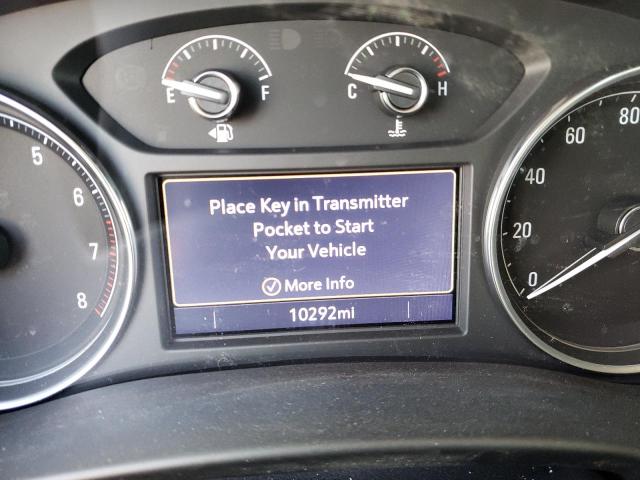 E F
C H
5
6
7
8
Place Key in Transmitter
Pocket to Start
Your Vehicle
More Info
10292mi
80
60
40
20
0